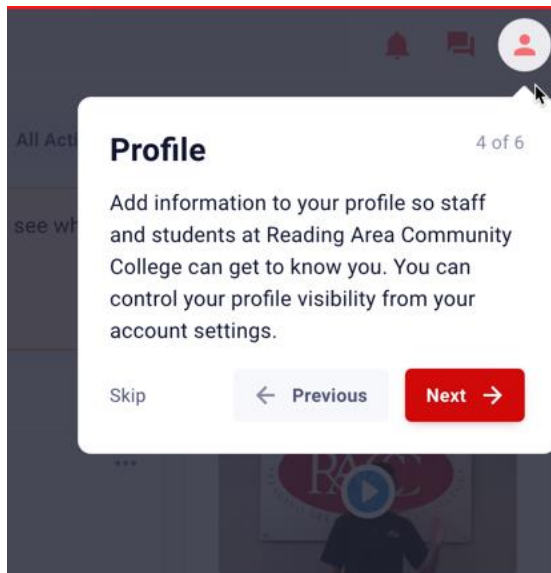 All Acti
Profile
4 of 6
see wh
Add information to your profile so staff
and students at Reading Area Community
College can get to know you. You can
control your profile visibility from your
account settings.
Skip
← Previous
Next →
RACC